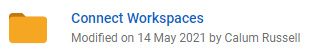 Connect Workspaces
Modified on 14 May 2021 by Calum Russell